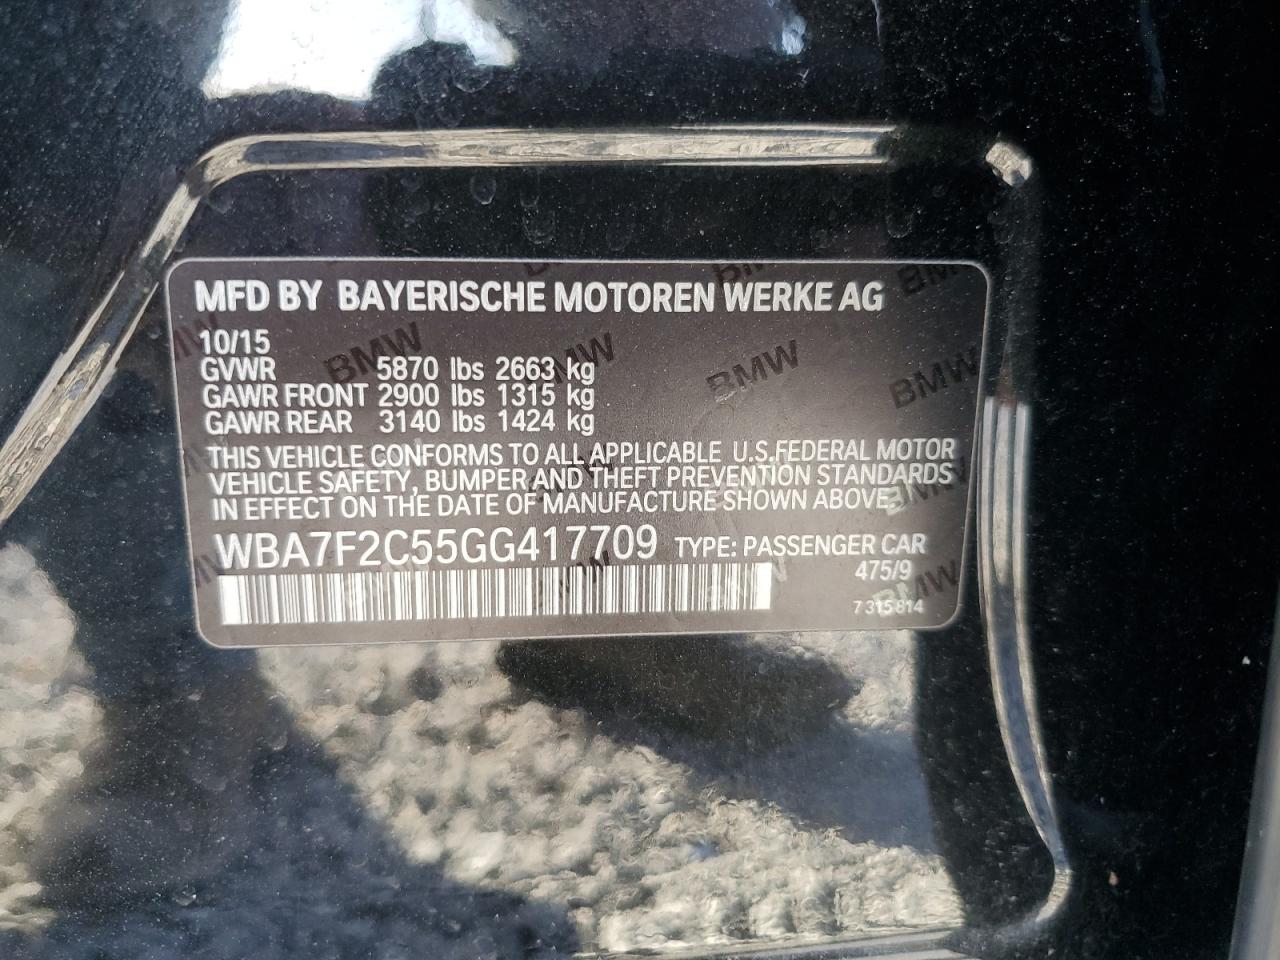 MFD BY BAYERISCHE MOTOREN WERKE AG
10/15
GVWR 5870 lbs 2663 kg
GAWR FRONT 2900 lbs 1315 kg
GAWR REAR 3140 lbs 1424 kg
THIS VEHICLE CONFORMS TO ALL APPLICABLE U.S.FEDERAL MOTOR
VEHICLE SAFETY, BUMPER AND THEFT PREVENTION STANDARDS
IN EFFECT ON THE DATE OF MANUFACTURE SHOWN ABOVE.
WBA7F2C55GG417709 TYPE: PASSENGER CAR
475/9
7 315 814